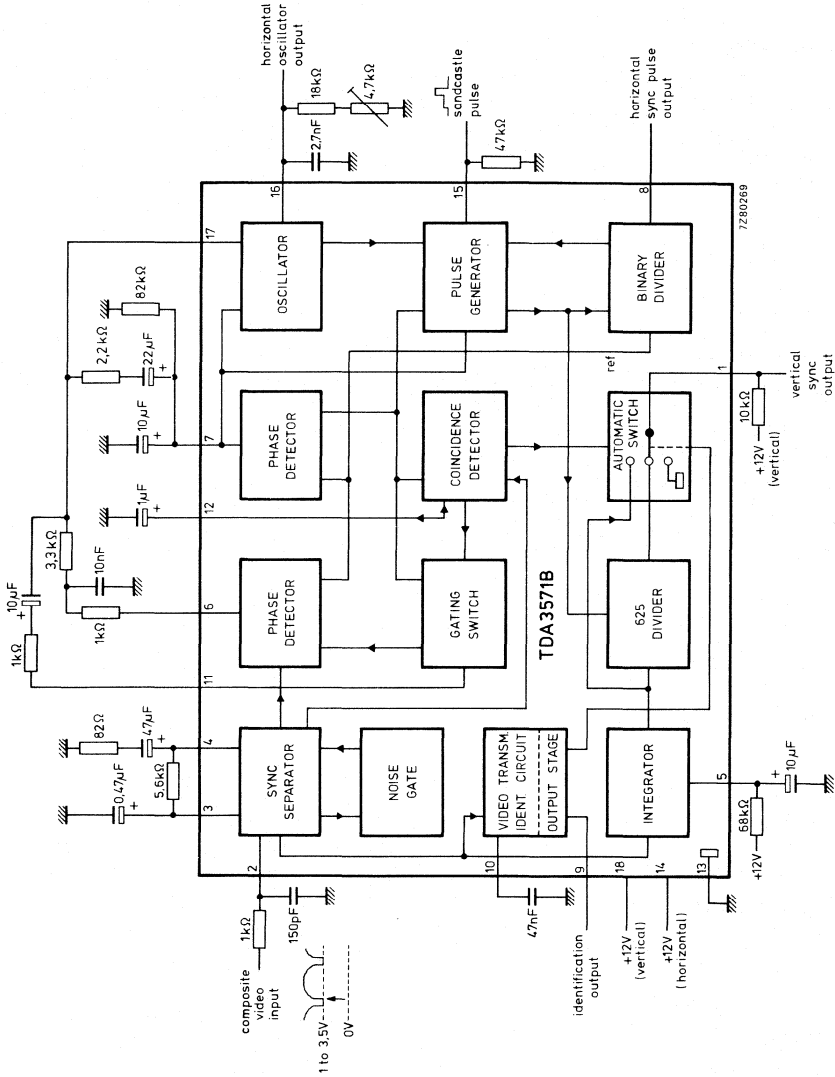 10µF
+
1kΩ
3,3kΩ
2,2kΩ
82kΩ
82Ω
47µF
+
0,47µF
+
5,6kΩ
1kΩ
10nF
1µF
+
10µF
+
22µF
+
3
4
11
6
12
7
17
composite
video
input
1kΩ
2
150pF
1 to 3,5V
0V
SYNC
SEPARATOR
PHASE
DETECTOR
PHASE
DETECTOR
OSCILLATOR
16
horizontal
oscillator
output
2,7nF
18kΩ
4,7kΩ
NOISE
GATE
GATING
SWITCH
COINCIDENCE
DETECTOR
PULSE
GENERATOR
15
sandcastle
pulse
47kΩ
TDA3571B
10
47nF
9
identification
output
VIDEO TRANSM.
IDENT CIRCUIT
OUTPUT STAGE
ref
+12V
(vertical)
18
+12V
(horizontal)
14
13
INTEGRATOR
625
DIVIDER
AUTOMATIC
SWITCH
BINARY
DIVIDER
8
horizontal
sync pulse
output
5
1
7Z80269
+12V
68kΩ
+
10µF
+12V
(vertical)
10kΩ
vertical
sync
output